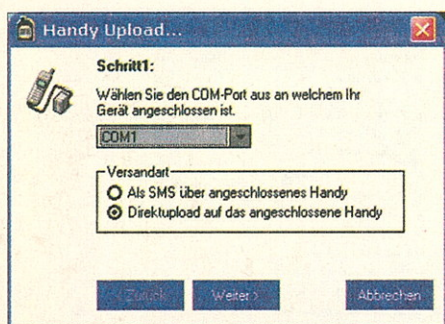 Handy Upload...
Schritt1:
Wählen Sie den COM-Port aus an welchem Ihr
Gerät angeschlossen ist.
COM1
Versandart
Als SMS über angeschlossenes Handy
Direktupload auf das angeschlossene Handy
< Zurück
Weiter >
Abbrechen